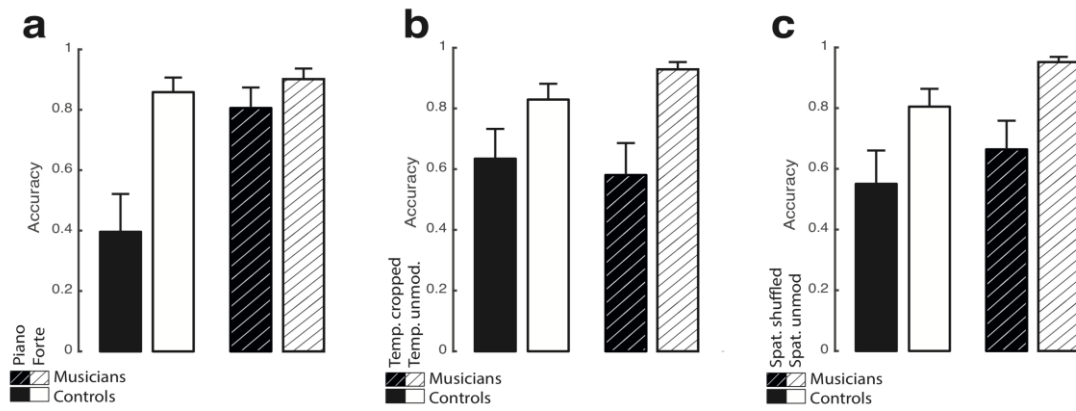 a
1
0.8
0.6
0.4
0.2
0
Accuracy
Piano
Forte
Musicians
Controls
b
1
0.8
0.6
0.4
0.2
0
Accuracy
Temp. cropped
Temp. unmod.
Musicians
Controls
c
1
0.8
0.6
0.4
0.2
0
Accuracy
Spat. shuffled
Spat. unmod
Musicians
Controls